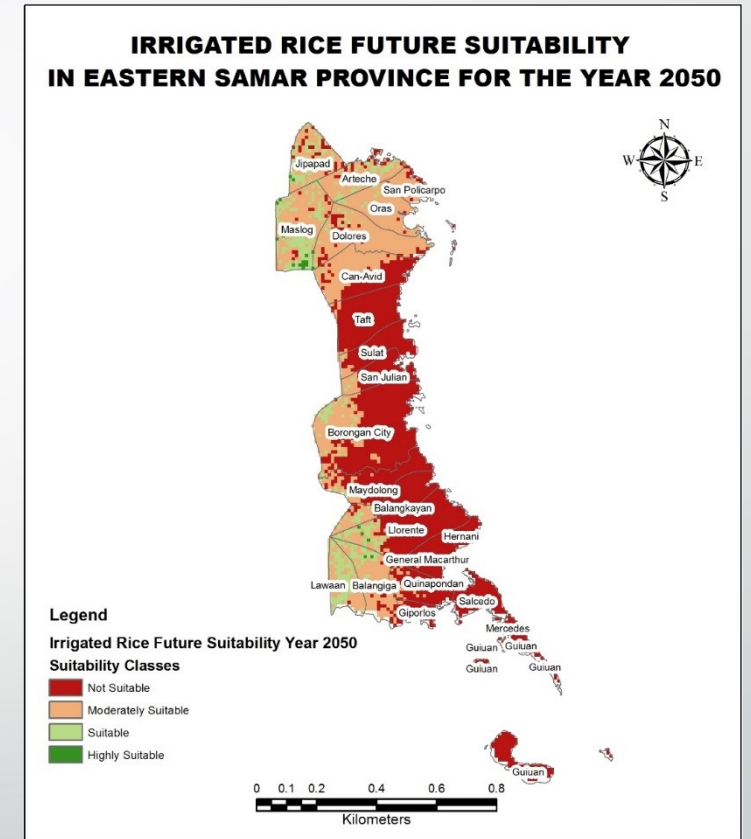 IRRIGATED RICE FUTURE SUITABILITY
IN EASTERN SAMAR PROVINCE FOR THE YEAR 2050
N
W E
S
Jipapad
Arteche
San Policarpo
Oras
Maslog
Dolores
Can-Avid
Taft
Sulat
San Julian
Borongan City
Maydolong
Balangkayan
Llorente
Hernani
General Macarthur
Lawaan Balangiga Quinapondan
Salcedo
Giporlos
Mercedes
Guiuan Guiuan
Guiuan Guiuan
Guiuan
Legend
Irrigated Rice Future Suitability Year 2050
Suitability Classes
Not Suitable
Moderately Suitable
Suitable
Highly Suitable
0 0.1 0.2 0.4 0.6 0.8
Kilometers